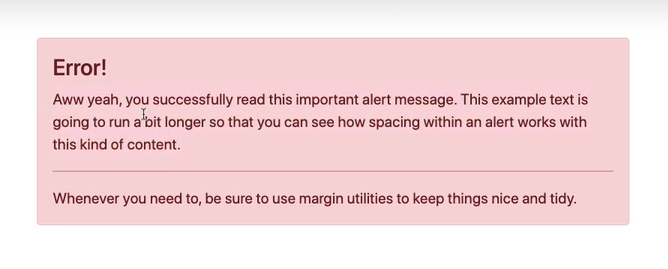 Error!
Aww yeah, you successfully read this important alert message. This example text is
going to run a bit longer so that you can see how spacing within an alert works with
this kind of content.
Whenever you need to, be sure to use margin utilities to keep things nice and tidy.